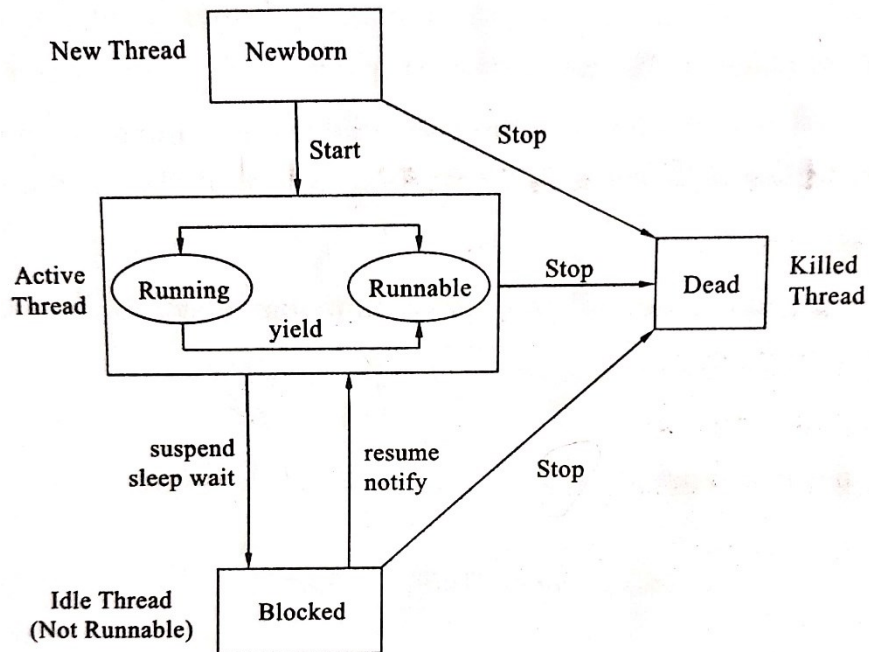 New Thread
Newborn
Start
Stop
Active
Thread
Running
Runnable
yield
Stop
Dead
Killed
Thread
suspend
sleep wait
resume
notify
Stop
Idle Thread
(Not Runnable)
Blocked